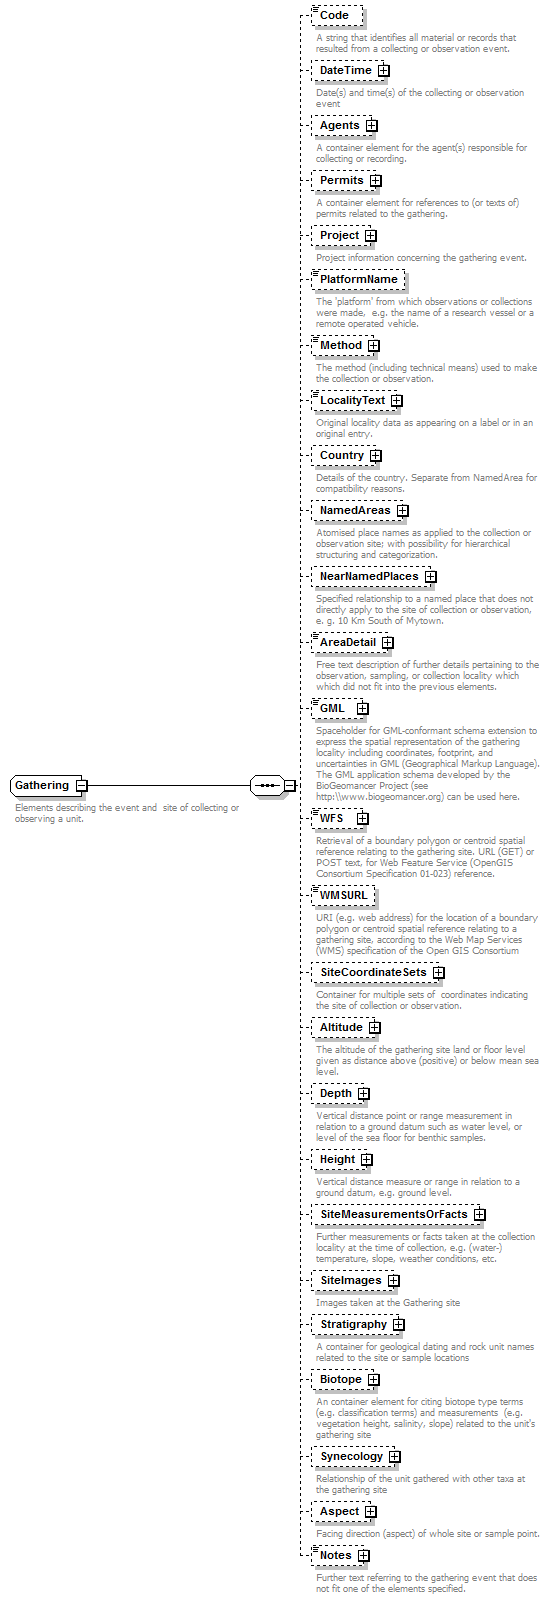 Code
A string that identifies all material or records that
resulted from a collecting or observation event.
DateTime
Date(s) and time(s) of the collecting or observation
event
Agents
A container element for the agent(s) responsible for
collecting or recording.
Permits
A container element for references to (or texts of)
permits related to the gathering.
Project
Project information concerning the gathering event.
PlatformName
The 'platform' from which observations or collections
were made,  e.g. the name of a research vessel or a
remote operated vehicle.
Method
The method (including technical means) used to make
the collection or observation.
LocalityText
Original locality data as appearing on a label or in an
original entry.
Country
Details of the country. Separate from NamedArea for
compatibility reasons.
NamedAreas
Atomised place names as applied to the collection or
observation site; with possibility for hierarchical
structuring and categorization.
NearNamedPlaces
Specified relationship to a named place that does not
directly apply to the site of collection or observation,
e. g. 10 Km South of Mytown.
AreaDetail
Free text description of further details pertaining to the
observation, sampling, or collection locality which
which did not fit into the previous elements.
GML
Spaceholder for GML-conformant schema extension to
express the spatial representation of the gathering
locality including coordinates, footprint, and
uncertainties in GML (Geographical Markup Language).
The GML application schema developed by the
BioGeomancer Project (see
http:\\www.biogeomancer.org) can be used here.
Gathering
Elements describing the event and  site of collecting or
observing a unit.
WFS
Retrieval of a boundary polygon or centroid spatial
reference relating to the gathering site. URL (GET) or
POST text, for Web Feature Service (OpenGIS
Consortium Specification 01-023) reference.
WMSURL
URI (e.g. web address) for the location of a boundary
polygon or centroid spatial reference relating to a
gathering site, according to the Web Map Services
(WMS) specification of the Open GIS Consortium
SiteCoordinateSets
Container for multiple sets of  coordinates indicating
the site of collection or observation.
Altitude
The altitude of the gathering site land or floor level
given as distance above (positive) or below mean sea
level.
Depth
Vertical distance point or range measurement in
relation to a ground datum such as water level, or
level of the sea floor for benthic samples.
Height
Vertical distance measure or range in relation to a
ground datum, e.g. ground level.
SiteMeasurementsOrFacts
Further measurements or facts taken at the collection
locality at the time of collection, e.g. (water-)
temperature, slope, weather conditions, etc.
SiteImages
Images taken at the Gathering site
Stratigraphy
A container for geological dating and rock unit names
related to the site or sample locations
Biotope
An container element for citing biotope type terms
(e.g. classification terms) and measurements  (e.g.
vegetation height, salinity, slope) related to the unit's
gathering site
Synecology
Relationship of the unit gathered with other taxa at
the gathering site
Aspect
Facing direction (aspect) of whole site or sample point.
Notes
Further text referring to the gathering event that does
not fit one of the elements specified.